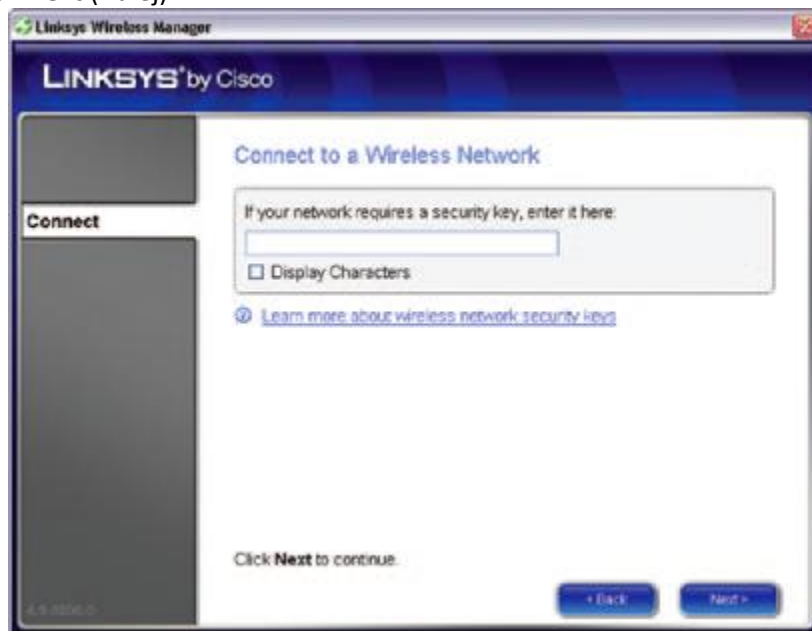 Linksys Wireless Manager
LINKSYS® by Cisco
Connect to a Wireless Network
Connect
If your network requires a security key, enter it here:
Display Characters
Learn more about wireless network security keys
Click Next to continue.
< Back
Next >